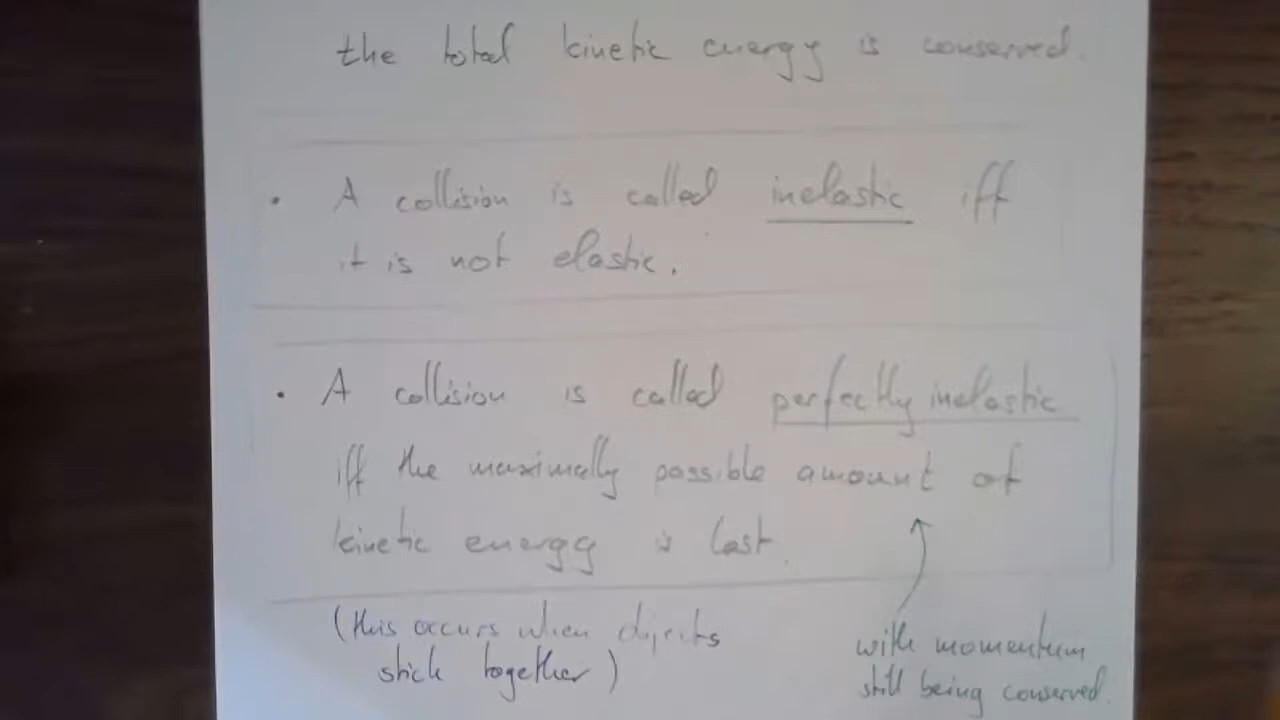 the total kinetic energy is conserved.
• A collision is called inelastic iff
it is not elastic.
• A collision is called perfectly inelastic
iff the maximally possible amount of
kinetic energy is lost.
(this occurs when objects
stick together)
with momentum
still being conserved.